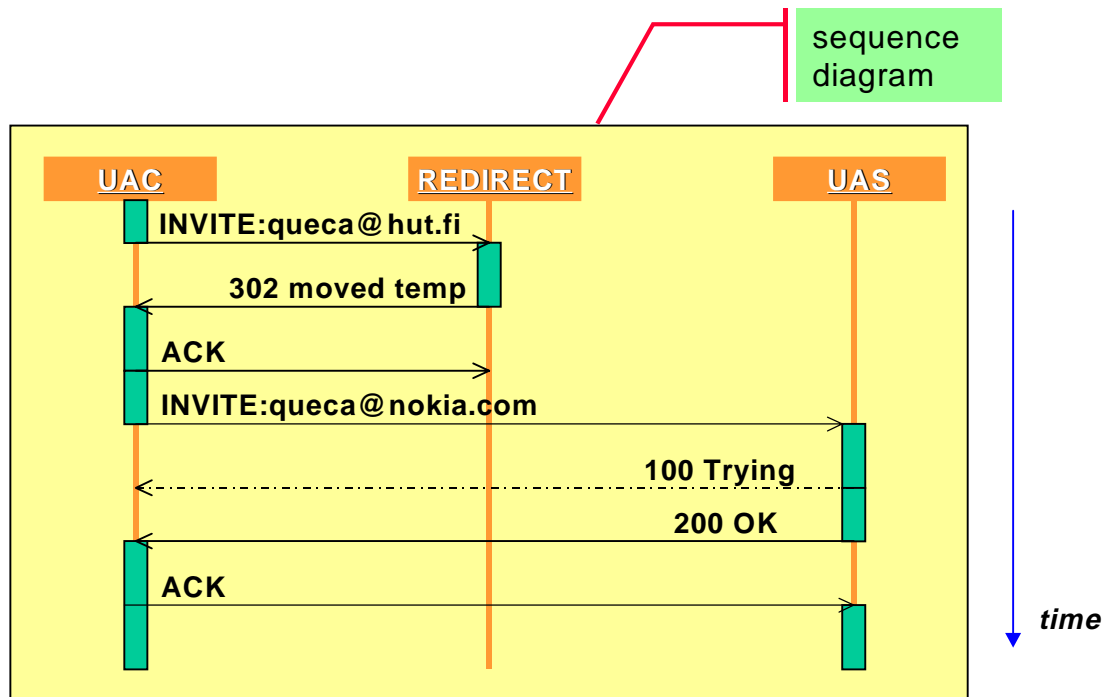 sequence
diagram
UAC
REDIRECT
UAS
INVITE:queca@hut.fi
302 moved temp
ACK
INVITE:queca@nokia.com
100 Trying
200 OK
ACK
time